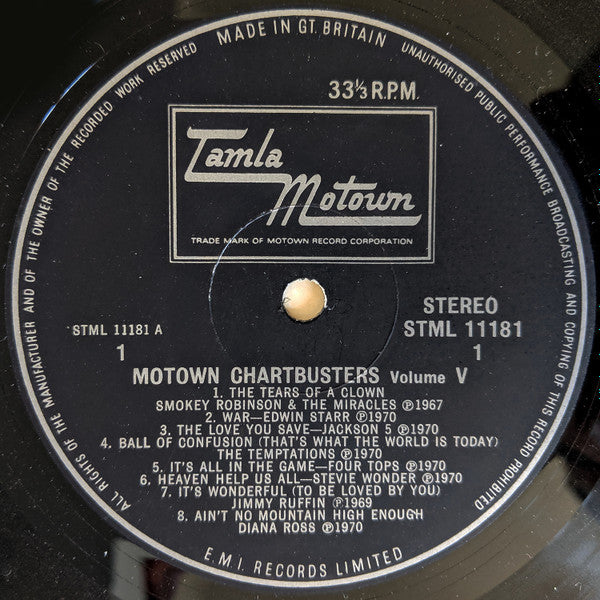 MADE IN GT. BRITAIN
UNAUTHORISED PUBLIC PERFORMANCE BROADCASTING AND COPYING OF THIS RECORD PROHIBITED
ALL RIGHTS OF THE MANUFACTURER AND OF THE OWNER OF THE RECORDED WORK RESERVED
33⅓ R.P.M.
Tamla
Motown
TRADE MARK OF MOTOWN RECORD CORPORATION
STML 11181 A
1
STEREO
STML 11181
1
MOTOWN CHARTBUSTERS Volume V
1. THE TEARS OF A CLOWN
SMOKEY ROBINSON & THE MIRACLES ℗1967
2. WAR—EDWIN STARR ℗1970
3. THE LOVE YOU SAVE—JACKSON 5 ℗1970
4. BALL OF CONFUSION (THAT'S WHAT THE WORLD IS TODAY)
THE TEMPTATIONS ℗1970
5. IT'S ALL IN THE GAME—FOUR TOPS ℗1970
6. HEAVEN HELP US ALL—STEVIE WONDER ℗1970
7. IT'S WONDERFUL (TO BE LOVED BY YOU)
JIMMY RUFFIN ℗1969
8. AIN'T NO MOUNTAIN HIGH ENOUGH
DIANA ROSS ℗1970
E.M.I. RECORDS LIMITED